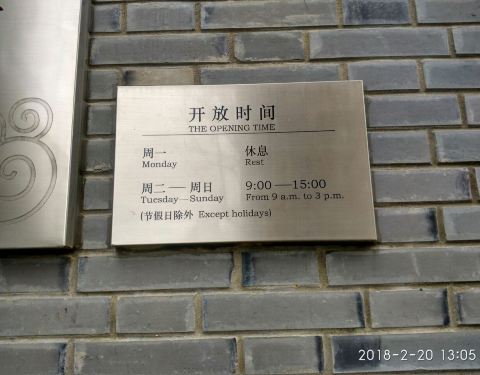 开放时间
THE OPENING TIME
周一 休息
Monday Rest
周二——周日 9:00—15:00
Tuesday—Sunday From 9 a.m. to 3 p.m.
(节假日除外 Except holidays)
2018-2-20 13:05